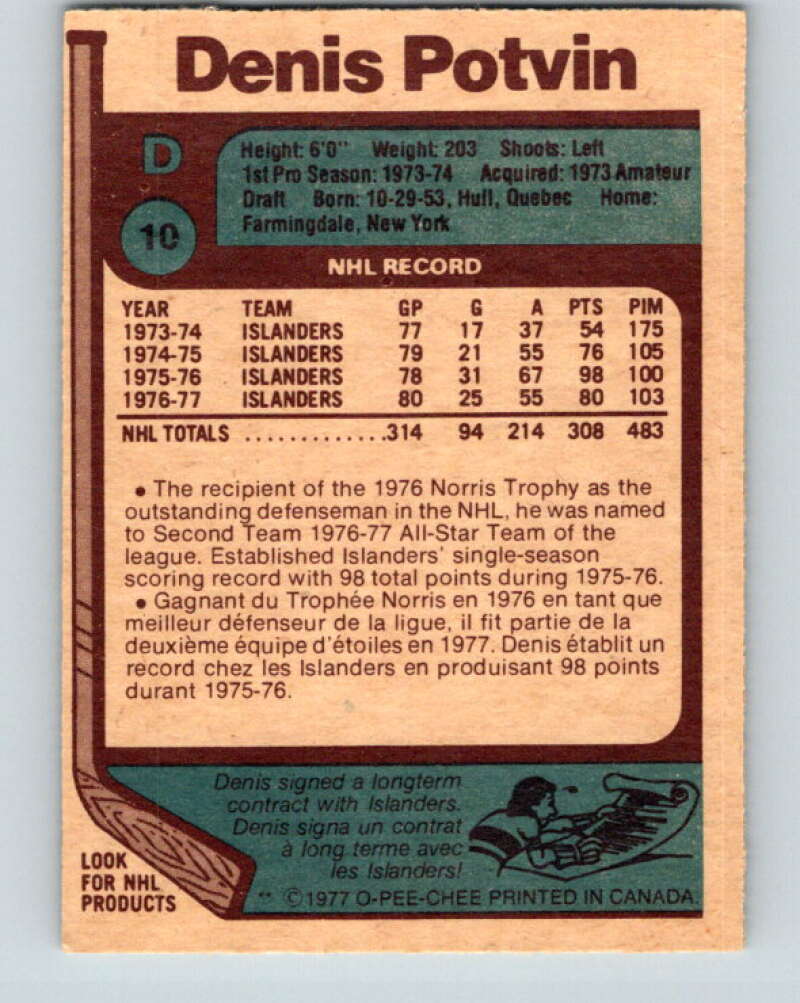 Denis Potvin
D
10
Height: 6'0" Weight: 203 Shoots: Left
1st Pro Season: 1973-74 Acquired: 1973 Amateur
Draft Born: 10-29-53, Hull, Quebec Home:
Farmingdale, New York
NHL RECORD
YEAR TEAM GP G A PTS PIM
1973-74 ISLANDERS 77 17 37 54 175
1974-75 ISLANDERS 79 21 55 76 105
1975-76 ISLANDERS 78 31 67 98 100
1976-77 ISLANDERS 80 25 55 80 103
NHL TOTALS .............314 94 214 308 483
• The recipient of the 1976 Norris Trophy as the
outstanding defenseman in the NHL, he was named
to Second Team 1976-77 All-Star Team of the
league. Established Islanders' single-season
scoring record with 98 total points during 1975-76.
• Gagnant du Trophée Norris en 1976 en tant que
meilleur défenseur de la ligue, il fit partie de la
deuxième équipe d'étoiles en 1977. Denis établit un
record chez les Islanders en produisant 98 points
durant 1975-76.
Denis signed a longterm
contract with Islanders.
Denis signa un contrat
à long terme avec
les Islanders!
LOOK
FOR NHL
PRODUCTS
** ©1977 O-PEE-CHEE PRINTED IN CANADA.